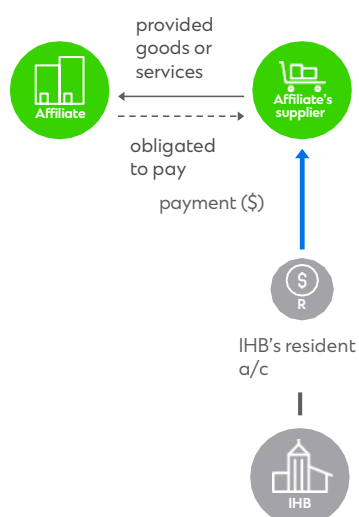 provided
goods or
services
Affiliate
Affiliate's
supplier
obligated
to pay
payment ($)
$
R
IHB's resident
a/c
IHB